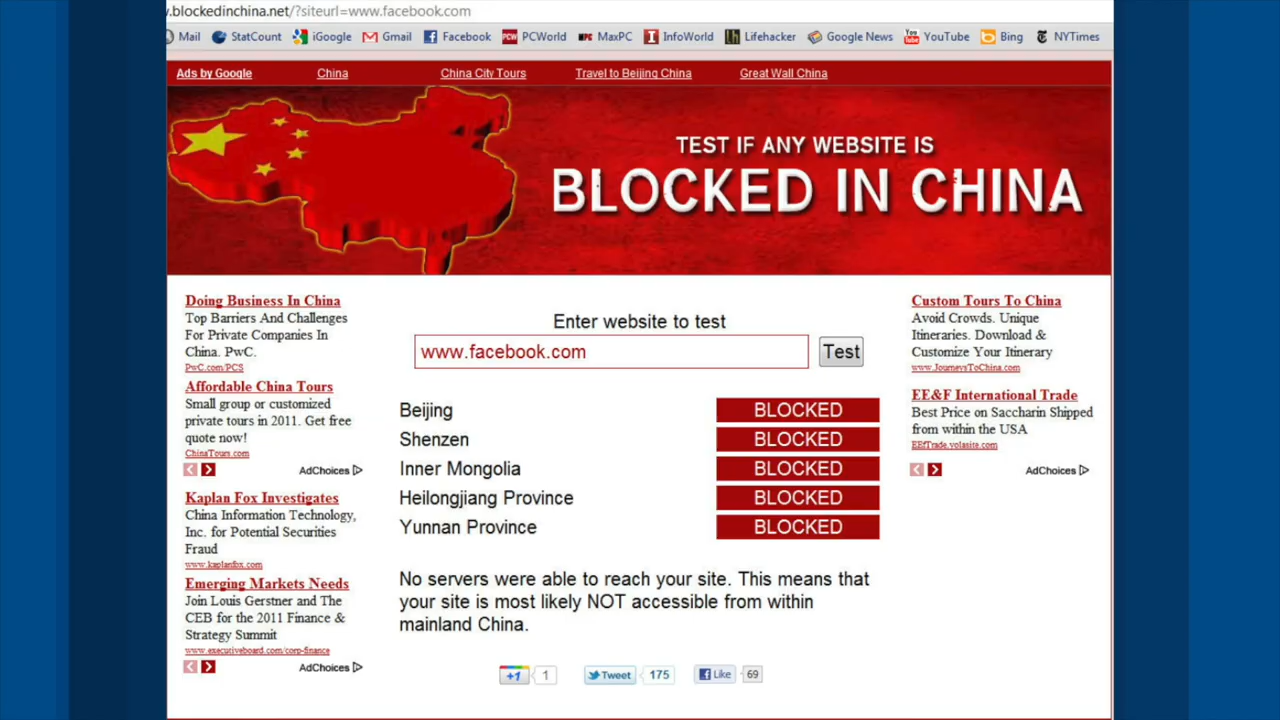 .blockedinchina.net/?siteurl=www.facebook.com
Mail StatCount iGoogle Gmail Facebook PCWorld MaxPC InfoWorld Lifehacker Google News YouTube Bing NYTimes
Ads by Google China China City Tours Travel to Beijing China Great Wall China
TEST IF ANY WEBSITE IS
BLOCKED IN CHINA
Doing Business In China
Top Barriers And Challenges
For Private Companies In
China. PwC.
PwC.com/PCS
Affordable China Tours
Small group or customized
private tours in 2011. Get free
quote now!
ChinaTours.com
AdChoices
Kaplan Fox Investigates
China Information Technology,
Inc. for Potential Securities
Fraud
www.kaplanfox.com
Emerging Markets Needs
Join Louis Gerstner and The
CEB for the 2011 Finance &
Strategy Summit
www.executiveboard.com/corp-finance
AdChoices
Enter website to test
www.facebook.com Test
Beijing BLOCKED
Shenzen BLOCKED
Inner Mongolia BLOCKED
Heilongjiang Province BLOCKED
Yunnan Province BLOCKED
No servers were able to reach your site. This means that
your site is most likely NOT accessible from within
mainland China.
+1 1 Tweet 175 Like 69
Custom Tours To China
Avoid Crowds. Unique
Itineraries. Download &
Customize Your Itinerary
www.JourneysToChina.com
EE&F International Trade
Best Price on Saccharin Shipped
from within the USA
EEfTrade.volasite.com
AdChoices